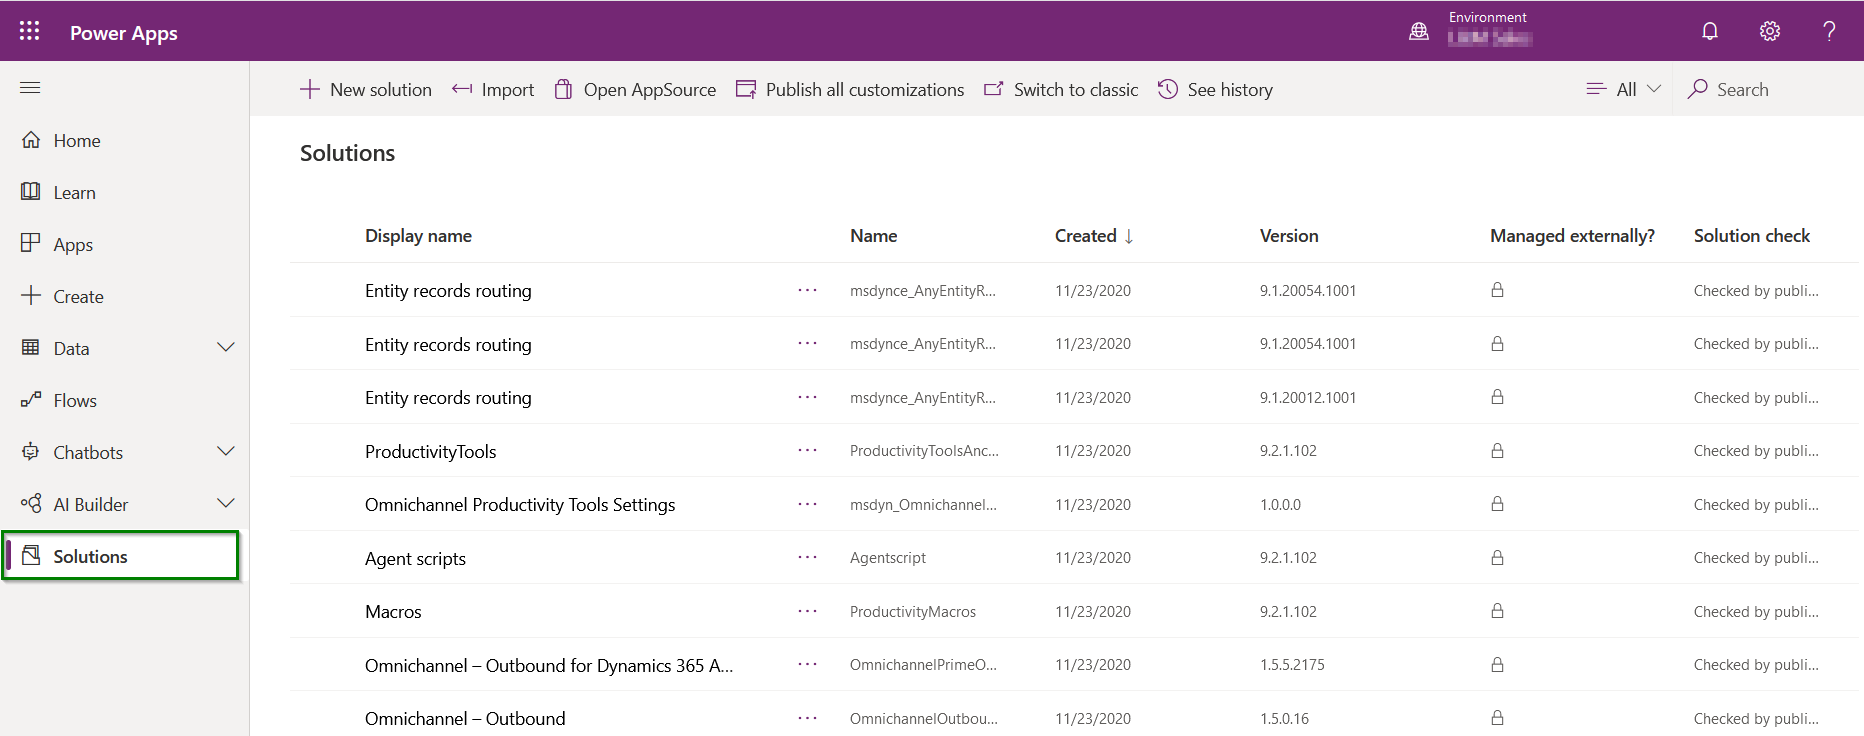 Power Apps
Environment
New solution
Import
Open AppSource
Publish all customizations
Switch to classic
See history
All
Search
Home
Learn
Apps
Create
Data
Flows
Chatbots
AI Builder
Solutions
Solutions
Display name Name Created ↓ Version Managed externally? Solution check
Entity records routing ... msdynce_AnyEntityR... 11/23/2020 9.1.20054.1001 Checked by publi...
Entity records routing ... msdynce_AnyEntityR... 11/23/2020 9.1.20054.1001 Checked by publi...
Entity records routing ... msdynce_AnyEntityR... 11/23/2020 9.1.20012.1001 Checked by publi...
ProductivityTools ... ProductivityToolsAnc... 11/23/2020 9.2.1.102 Checked by publi...
Omnichannel Productivity Tools Settings ... msdyn_Omnichannel... 11/23/2020 1.0.0.0 Checked by publi...
Agent scripts ... Agentscript 11/23/2020 9.2.1.102 Checked by publi...
Macros ... ProductivityMacros 11/23/2020 9.2.1.102 Checked by publi...
Omnichannel – Outbound for Dynamics 365 A... ... OmnichannelPrimeO... 11/23/2020 1.5.5.2175 Checked by publi...
Omnichannel – Outbound ... OmnichannelOutbou... 11/23/2020 1.5.0.16 Checked by publi...